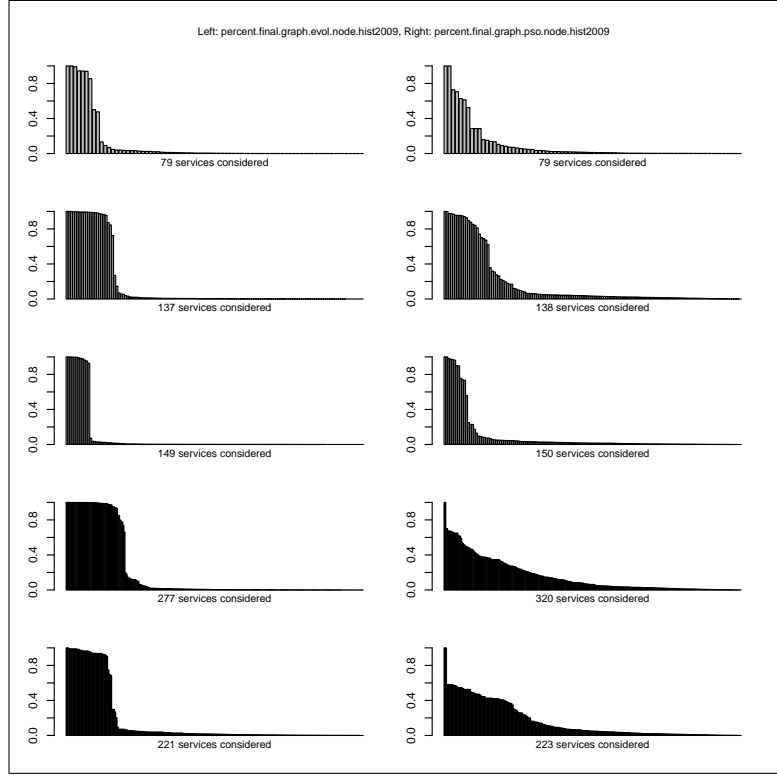 Left: percent.final.graph.evol.node.hist2009, Right: percent.final.graph.pso.node.hist2009
0.0 0.4 0.8
79 services considered
0.0 0.4 0.8
79 services considered
0.0 0.4 0.8
137 services considered
0.0 0.4 0.8
138 services considered
0.0 0.4 0.8
149 services considered
0.0 0.4 0.8
150 services considered
0.0 0.4 0.8
277 services considered
0.0 0.4 0.8
320 services considered
0.0 0.4 0.8
221 services considered
0.0 0.4 0.8
223 services considered